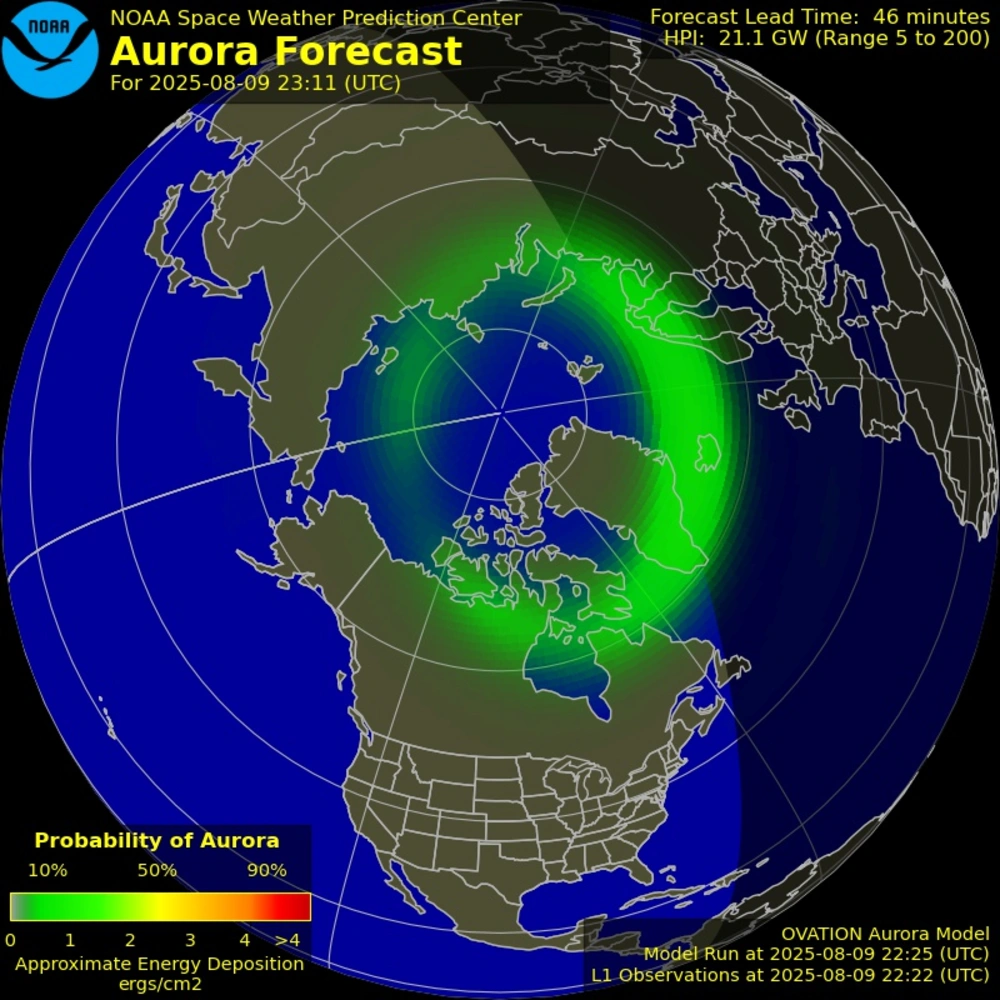 NOAA
NOAA Space Weather Prediction Center
Aurora Forecast
For 2025-08-09 23:11 (UTC)
Forecast Lead Time: 46 minutes
HPI: 21.1 GW (Range 5 to 200)
Probability of Aurora
10% 50% 90%
0 1 2 3 4 >4
Approximate Energy Deposition
ergs/cm2
OVATION Aurora Model
Model Run at 2025-08-09 22:25 (UTC)
L1 Observations at 2025-08-09 22:22 (UTC)